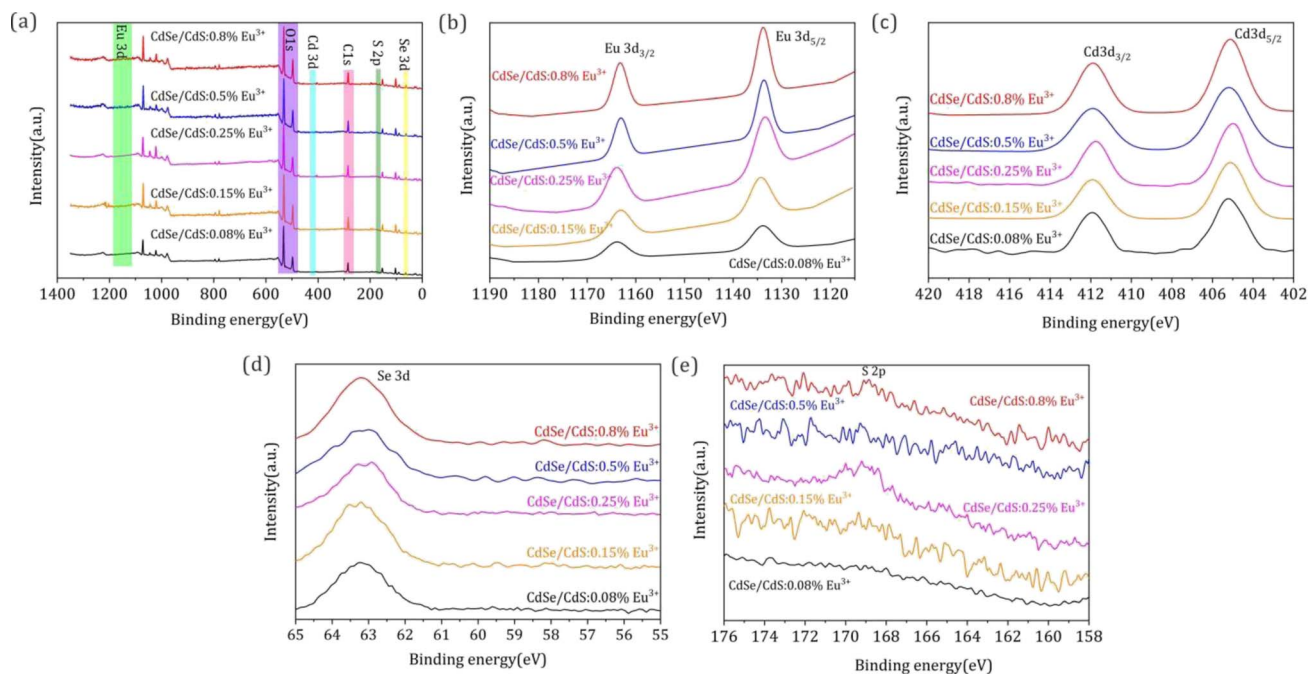 (a)
Eu 3d
O1s
Cd 3d
C1s
S 2p
Se 3d
CdSe/CdS:0.8% Eu³⁺
CdSe/CdS:0.5% Eu³⁺
CdSe/CdS:0.25% Eu³⁺
CdSe/CdS:0.15% Eu³⁺
CdSe/CdS:0.08% Eu³⁺
Intensity(a.u.)
1400 1200 1000 800 600 400 200 0
Binding energy(eV)
(b)
Eu 3d₃/₂
Eu 3d₅/₂
CdSe/CdS:0.8% Eu³⁺
CdSe/CdS:0.5% Eu³⁺
CdSe/CdS:0.25% Eu³⁺
CdSe/CdS:0.15% Eu³⁺
CdSe/CdS:0.08% Eu³⁺
Intensity(a.u.)
1190 1180 1170 1160 1150 1140 1130 1120
Binding energy(eV)
(c)
Cd3d₃/₂
Cd3d₅/₂
CdSe/CdS:0.8% Eu³⁺
CdSe/CdS:0.5% Eu³⁺
CdSe/CdS:0.25% Eu³⁺
CdSe/CdS:0.15% Eu³⁺
CdSe/CdS:0.08% Eu³⁺
Intensity(a.u.)
420 418 416 414 412 410 408 406 404 402
Binding energy(eV)
(d)
Se 3d
CdSe/CdS:0.8% Eu³⁺
CdSe/CdS:0.5% Eu³⁺
CdSe/CdS:0.25% Eu³⁺
CdSe/CdS:0.15% Eu³⁺
CdSe/CdS:0.08% Eu³⁺
Intensity(a.u.)
65 64 63 62 61 60 59 58 57 56 55
Binding energy(eV)
(e)
S 2p
CdSe/CdS:0.8% Eu³⁺
CdSe/CdS:0.5% Eu³⁺
CdSe/CdS:0.15% Eu³⁺
CdSe/CdS:0.25% Eu³⁺
CdSe/CdS:0.08% Eu³⁺
Intensity(a.u.)
176 174 172 170 168 166 164 162 160 158
Binding energy(eV)